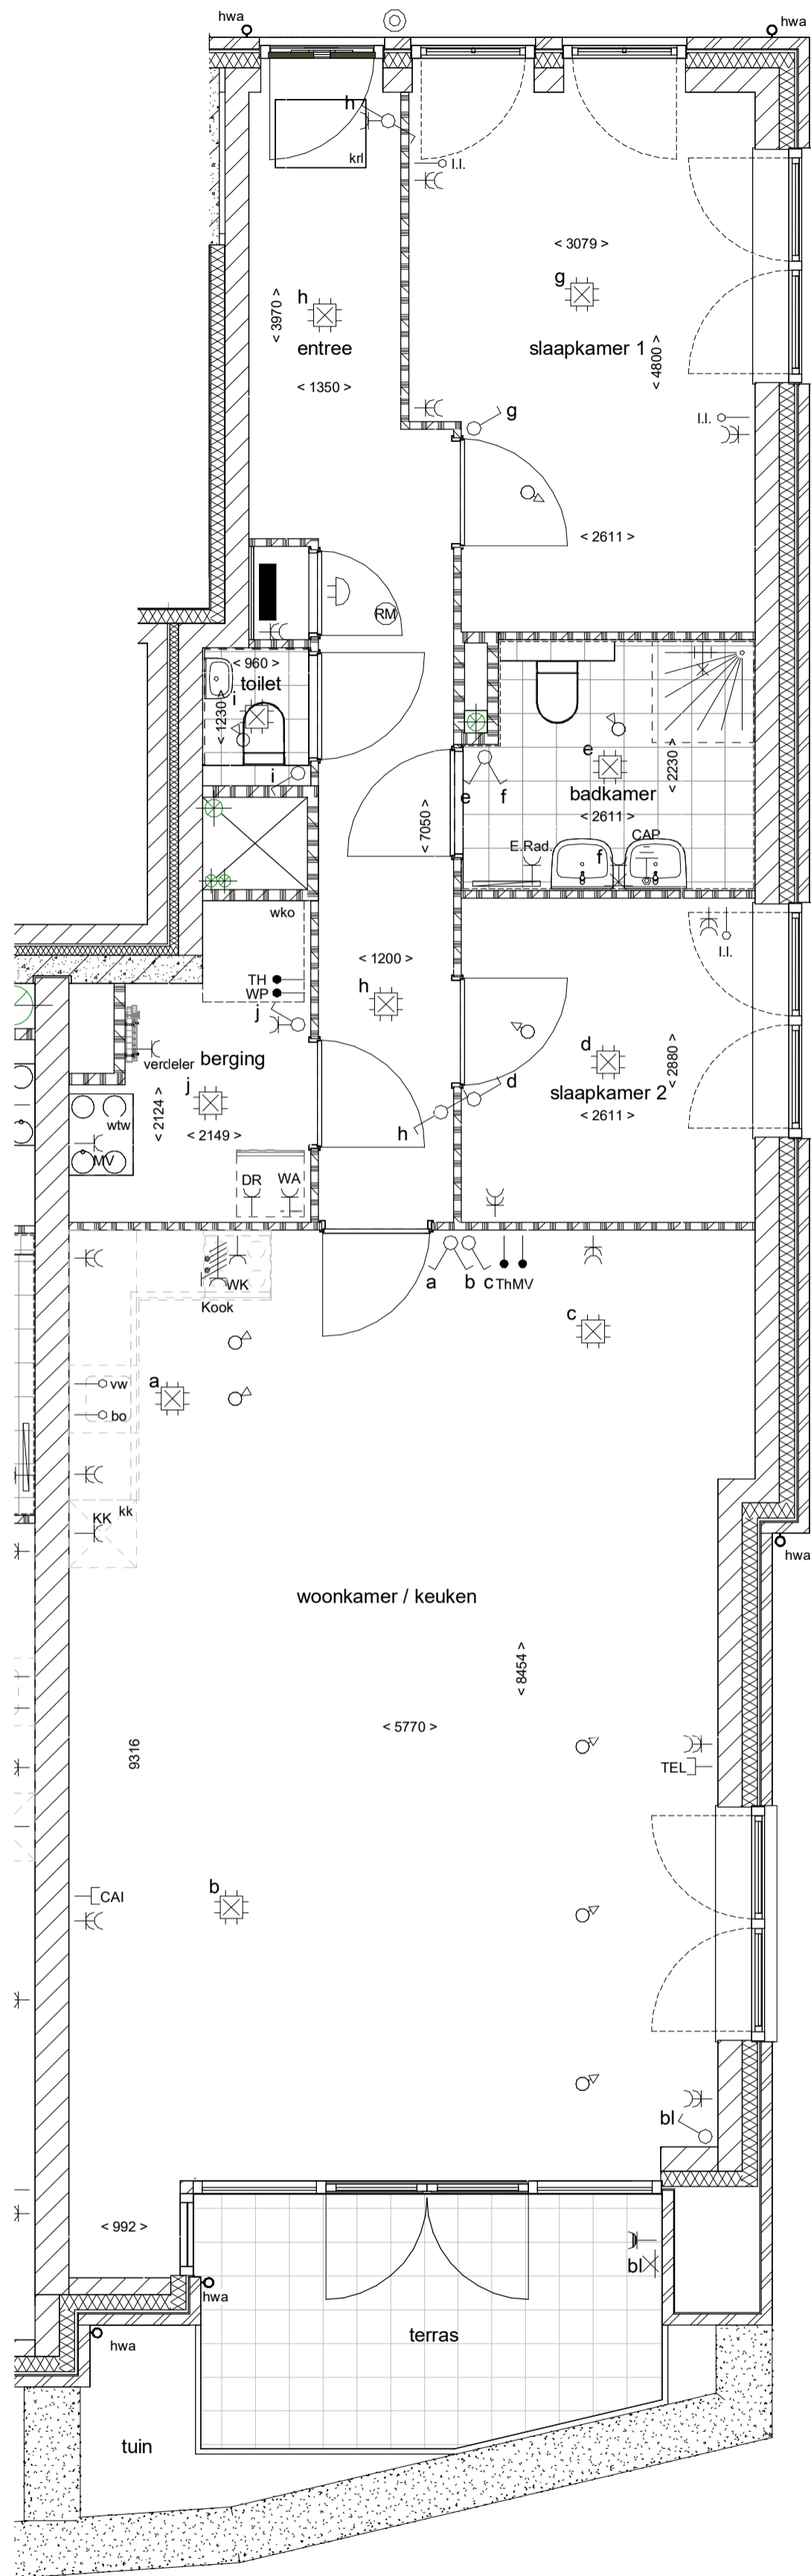 hwa
hwa
h
krl
l.l.
< 3079 >
g
h
< 3970 >
entree
slaapkamer 1
< 4800 >
< 1350 >
g
l.l.
< 2611 >
RM
< 960 >
toilet
i
< 1230 >
i
e
< 2230 >
e
f
badkamer
< 7050 >
< 2611 >
CAP
E.Rad.
f
wko
l.l.
< 1200 >
TH
h
WP
j
verdeler
berging
d
< 2880 >
d
slaapkamer 2
j
wtw
< 2124 >
< 2149 >
h
< 2611 >
MV
DR
WA
a
b
c
ThMV
WK
Kook
c
a
vw
bo
KK
kk
hwa
woonkamer / keuken
< 8454 >
< 5770 >
9316
TEL
b
CAI
bl
< 992 >
bl
hwa
hwa
terras
tuin